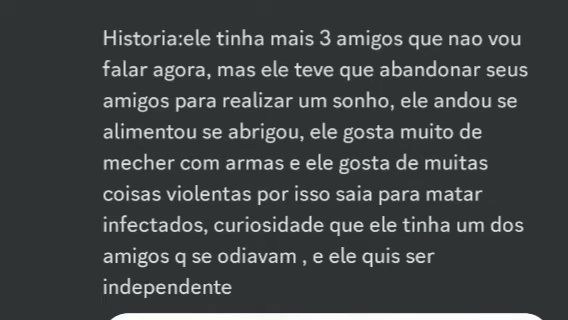 Historia:ele tinha mais 3 amigos que nao vou
falar agora, mas ele teve que abandonar seus
amigos para realizar um sonho, ele andou se
alimentou se abrigou, ele gosta muito de
mecher com armas e ele gosta de muitas
coisas violentas por isso saia para matar
infectados, curiosidade que ele tinha um dos
amigos q se odiavam , e ele quis ser
independente